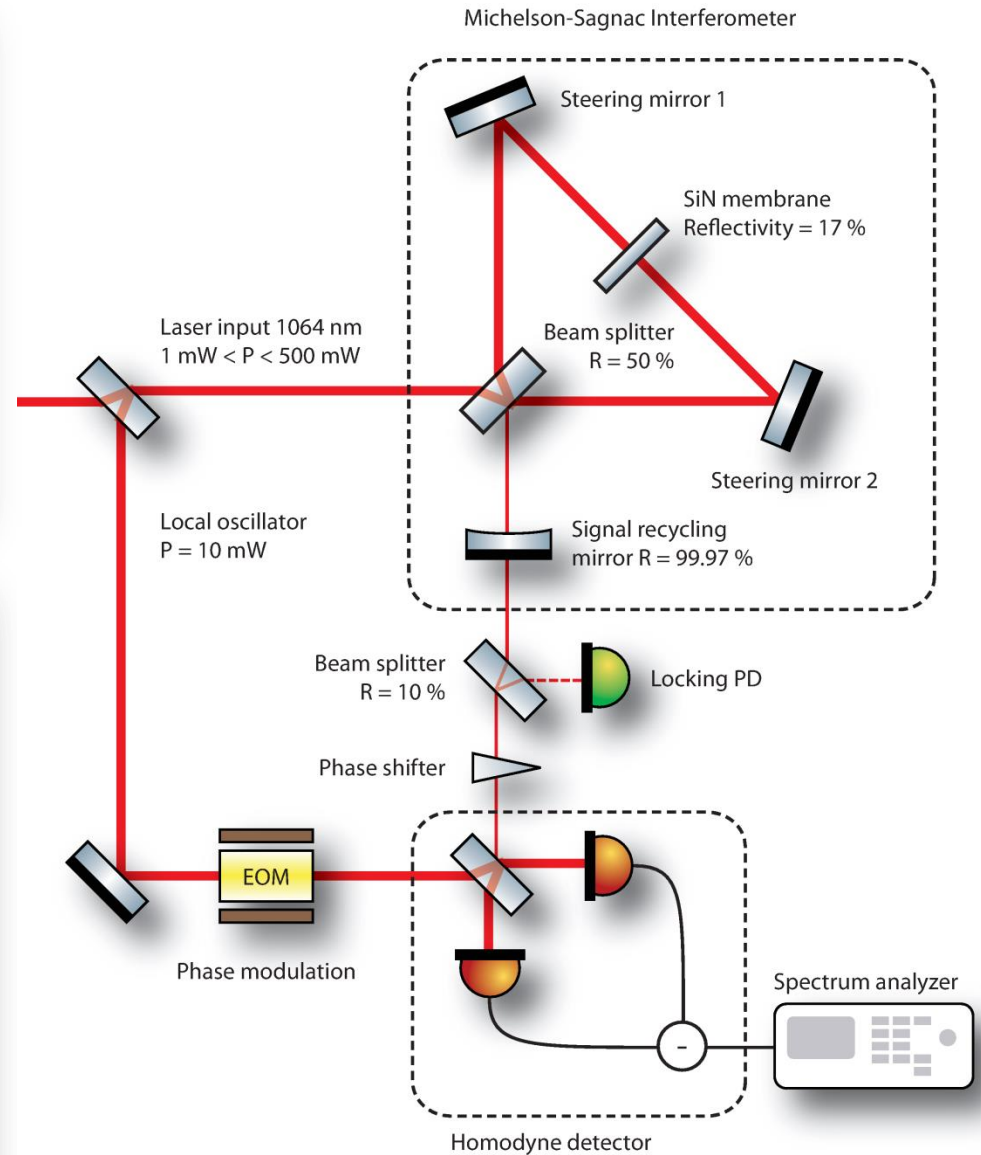 Michelson-Sagnac Interferometer
Steering mirror 1
SiN membrane
Reflectivity = 17 %
Laser input 1064 nm
1 mW < P < 500 mW
Beam splitter
R = 50 %
Steering mirror 2
Local oscillator
P = 10 mW
Signal recycling
mirror R = 99.97 %
Beam splitter
R = 10 %
Locking PD
Phase shifter
EOM
Phase modulation
Spectrum analyzer
-
Homodyne detector